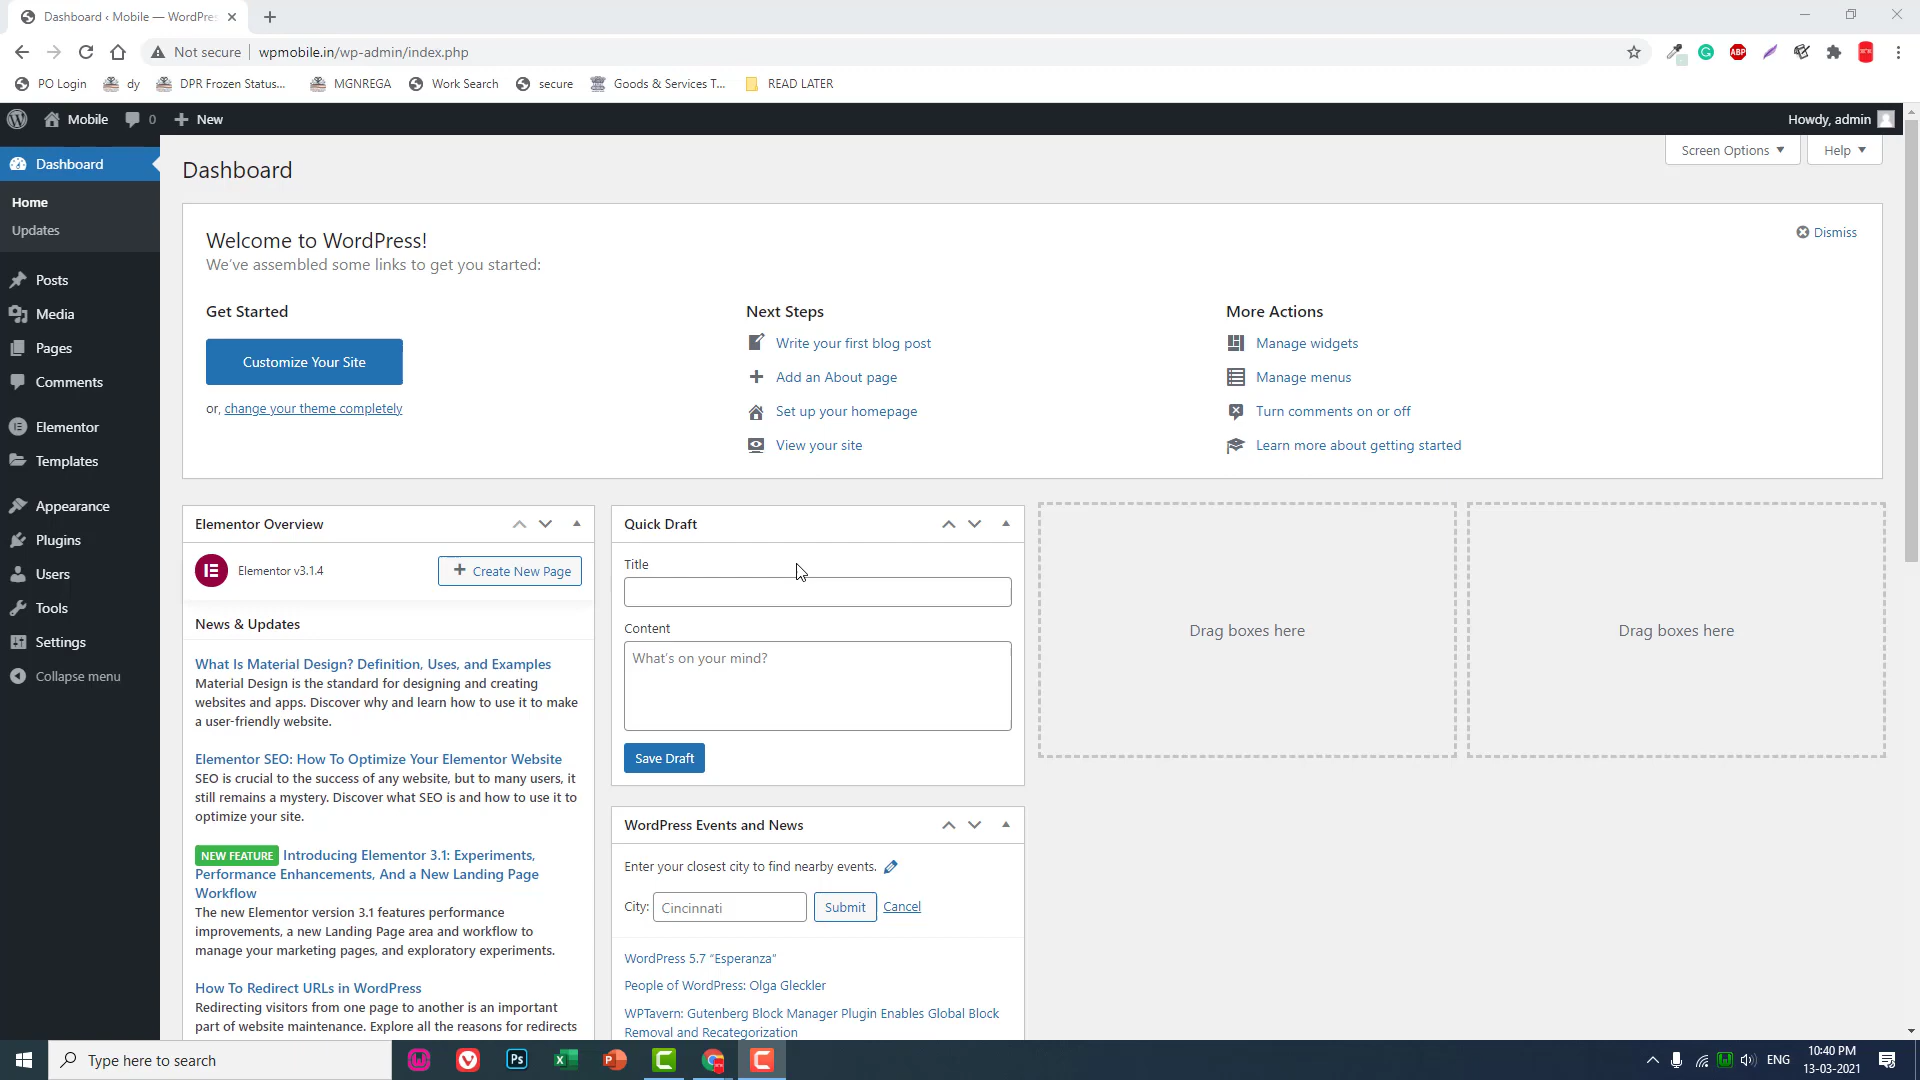 Dashboard ‹ Mobile — WordPres
Not secure
wpmobile.in/wp-admin/index.php
PO Login
dy
DPR Frozen Status...
MGNREGA
Work Search
secure
Goods & Services T...
READ LATER
Mobile
0
New
Howdy, admin
Dashboard
Home
Updates
Posts
Media
Pages
Comments
Elementor
Templates
Appearance
Plugins
Users
Tools
Settings
Collapse menu
Dashboard
Screen Options
Help
Welcome to WordPress!
We've assembled some links to get you started:
Dismiss
Get Started
Customize Your Site
or, change your theme completely
Next Steps
Write your first blog post
Add an About page
Set up your homepage
View your site
More Actions
Manage widgets
Manage menus
Turn comments on or off
Learn more about getting started
Elementor Overview
Elementor v3.1.4
Create New Page
News & Updates
What Is Material Design? Definition, Uses, and Examples
Material Design is the standard for designing and creating
websites and apps. Discover why and learn how to use it to make
a user-friendly website.
Elementor SEO: How To Optimize Your Elementor Website
SEO is crucial to the success of any website, but to many users, it
still remains a mystery. Discover what SEO is and how to use it to
optimize your site.
NEW FEATURE Introducing Elementor 3.1: Experiments,
Performance Enhancements, And a New Landing Page
Workflow
The new Elementor version 3.1 features performance
improvements, a new Landing Page area and workflow to
manage your marketing pages, and exploratory experiments.
How To Redirect URLs in WordPress
Redirecting visitors from one page to another is an important
part of website maintenance. Explore all the reasons for redirects
Quick Draft
Title
Content
What's on your mind?
Save Draft
WordPress Events and News
Enter your closest city to find nearby events.
City: Cincinnati Submit Cancel
WordPress 5.7 “Esperanza”
People of WordPress: Olga Gleckler
WPTavern: Gutenberg Block Manager Plugin Enables Global Block
Removal and Recategorization
Drag boxes here
Drag boxes here
Type here to search
ENG
10:40 PM
13-03-2021